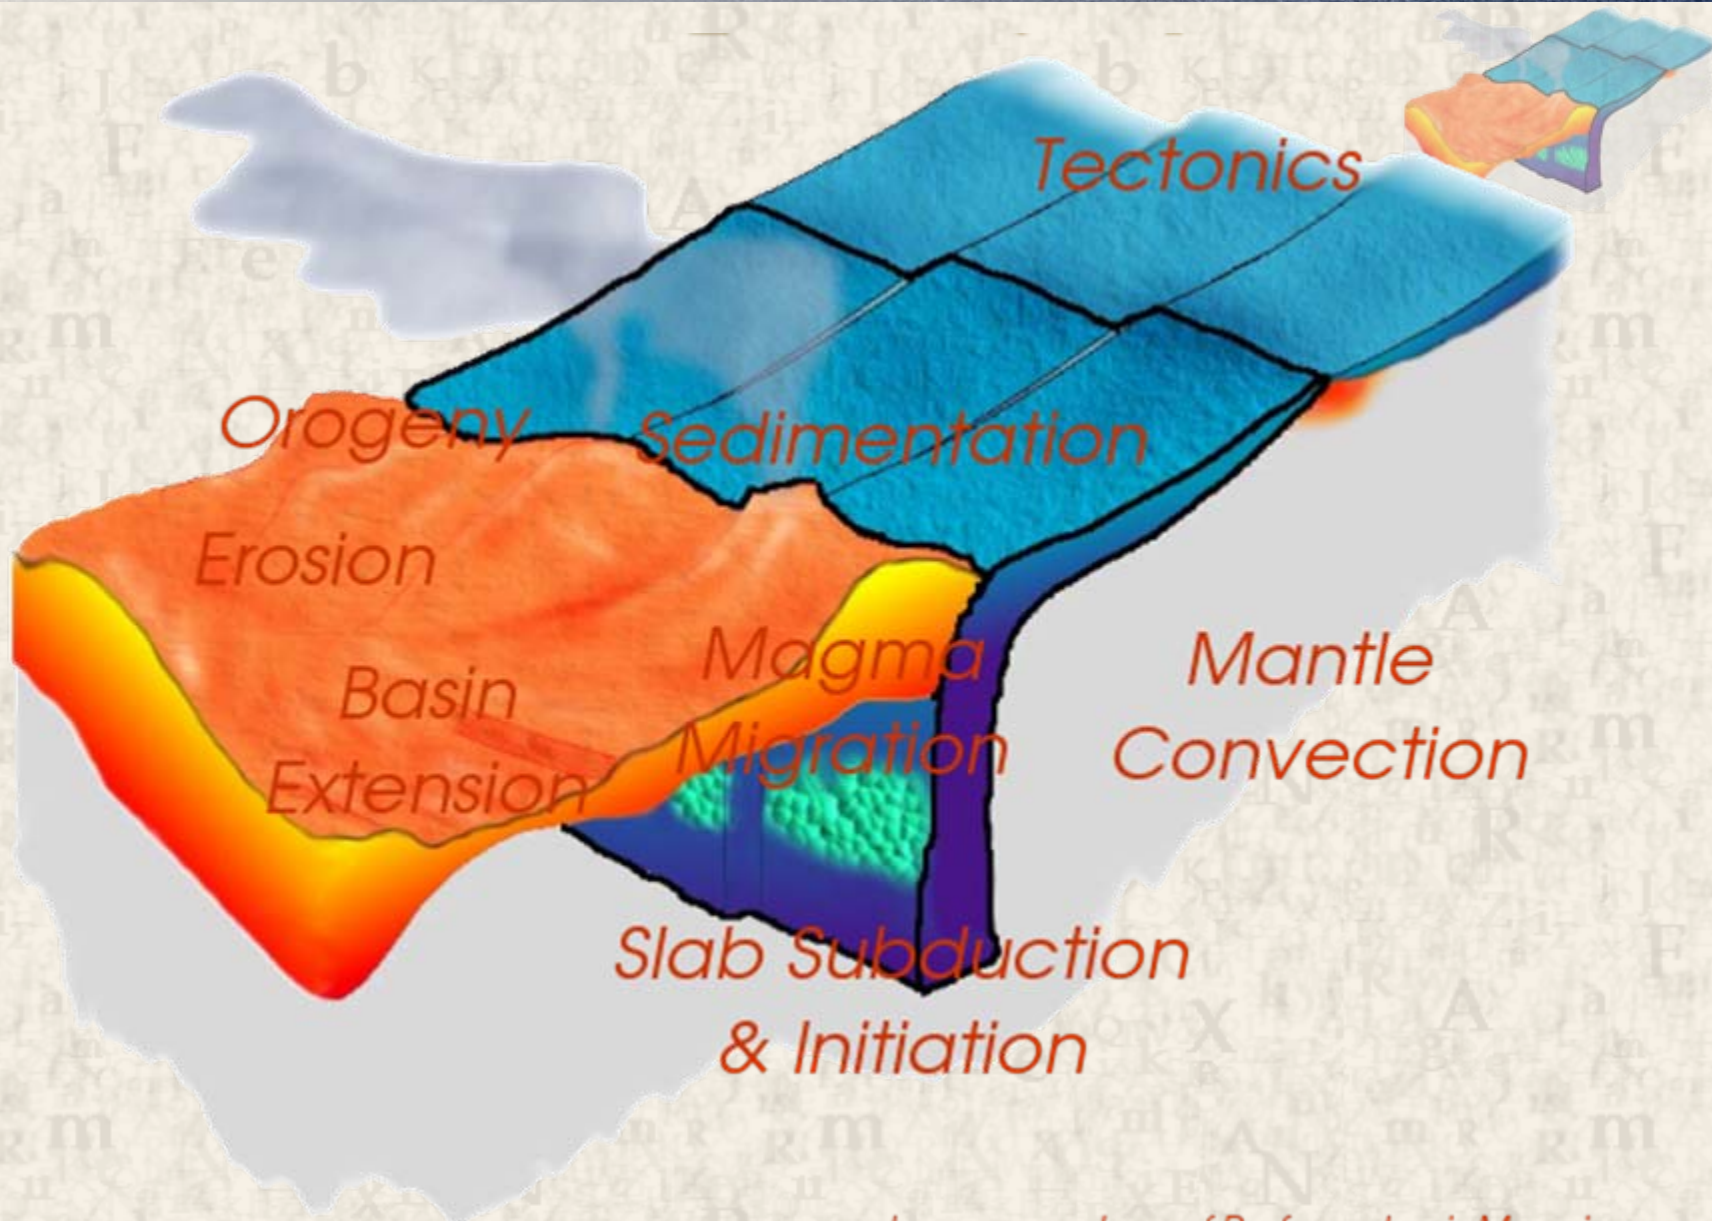 Tectonics
Orogeny
Sedimentation
Erosion
Magma
Migration
Mantle
Convection
Basin
Extension
Slab Subduction
& Initiation